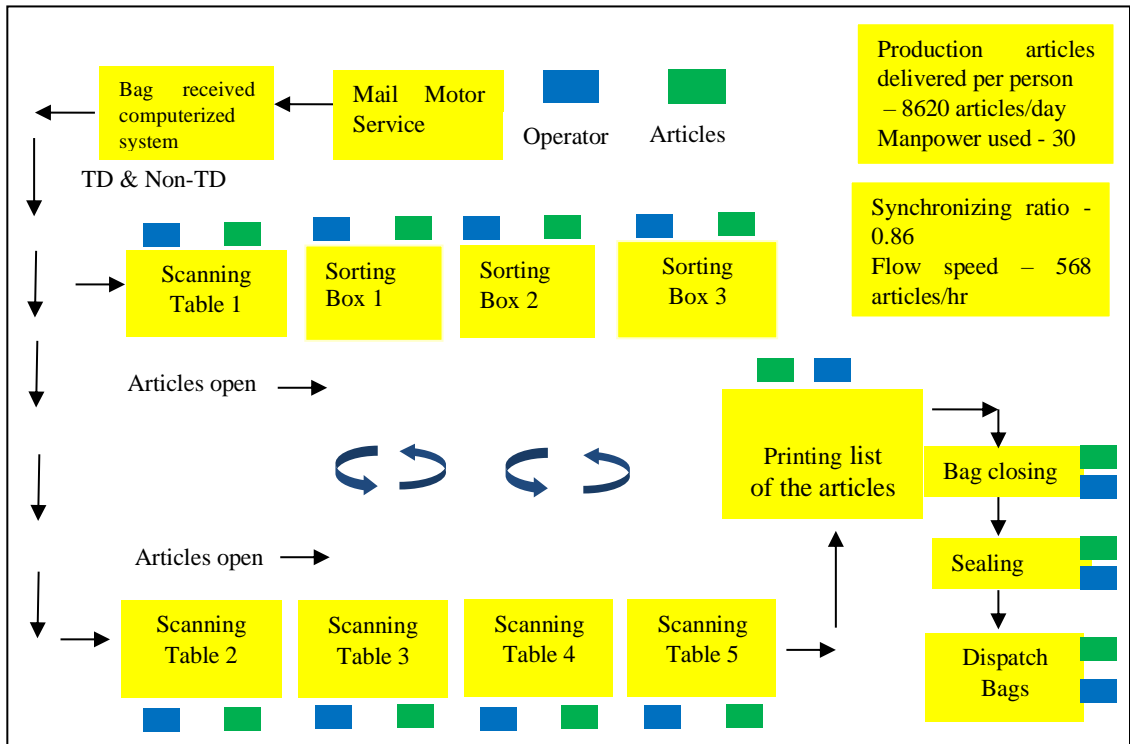 Bag received
computerized
system
Mail Motor
Service
Operator
Articles
Production articles
delivered per person
– 8620 articles/day
Manpower used - 30
TD & Non-TD
Synchronizing ratio -
0.86
Flow speed – 568
articles/hr
Scanning
Table 1
Sorting
Box 1
Sorting
Box 2
Sorting
Box 3
Articles open
Printing list
of the articles
Bag closing
Articles open
Sealing
Scanning
Table 2
Scanning
Table 3
Scanning
Table 4
Scanning
Table 5
Dispatch
Bags